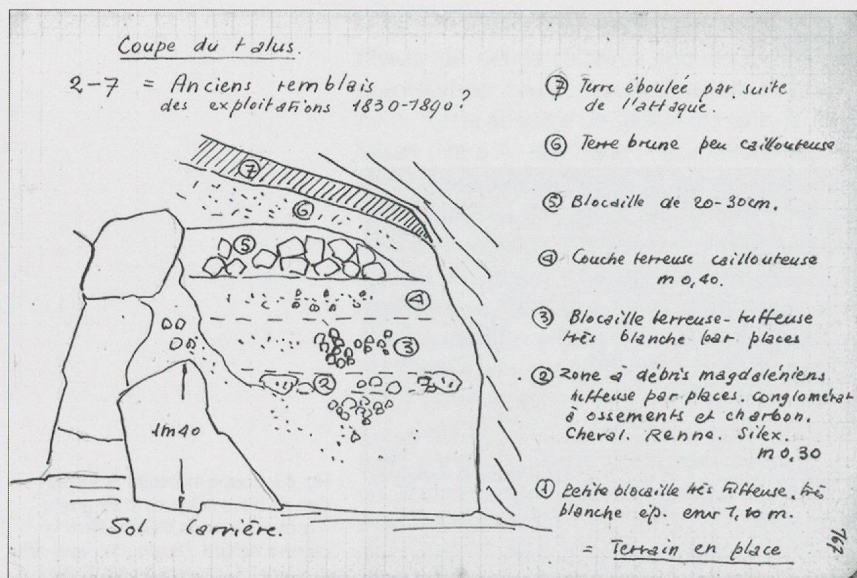 Coupe du talus.
2-7 = Anciens remblais
des exploitations 1830-1890?
7
6
5
4
3
2
1m40
Sol Carrière.
7 Terre éboulée par suite
de l'attaque.
6 Terre brune peu caillouteuse
5 Blocaille de 20-30cm.
4 Couche terreuse caillouteuse
m 0,40.
3 Blocaille terreuse-tuffeuse
très blanche par places
2 Zone à débris magdaléniens
tuffeuse par places. conglomérat
à ossements et charbon.
Cheval. Renne. Silex.
m 0,30
1 Petite blocaille très tuffeuse, très
blanche ép. env 1,10 m.
= Terrain en place
767